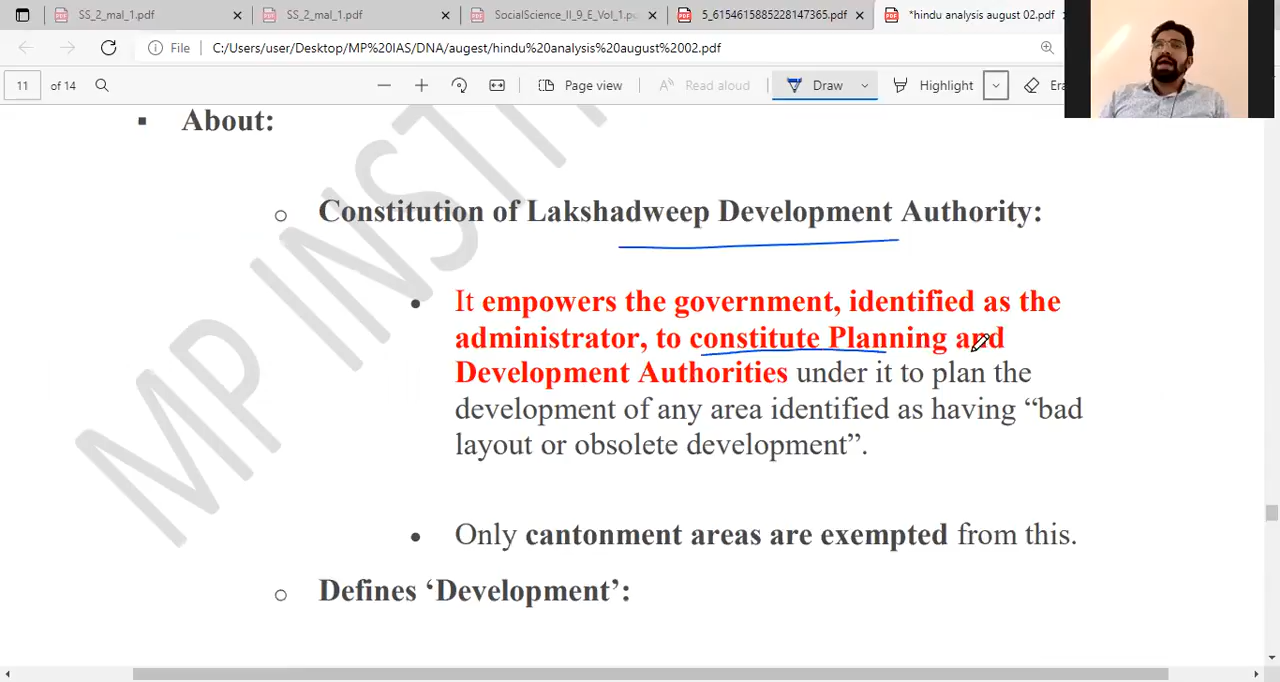 SS_2_mal_1.pdf
SS_2_mal_1.pdf
SocialScience_II_9_E_Vol_1.p
5_6154615885228147365.pdf
*hindu analysis august 02.pdf
File C:/Users/user/Desktop/MP%20IAS/DNA/augest/hindu%20analysis%20august%2002.pdf
11 of 14 Page view Read aloud Draw Highlight Era
About:
Constitution of Lakshadweep Development Authority:
It empowers the government, identified as the
administrator, to constitute Planning and
Development Authorities under it to plan the
development of any area identified as having “bad
layout or obsolete development”.
Only cantonment areas are exempted from this.
Defines ‘Development’:
MP INST